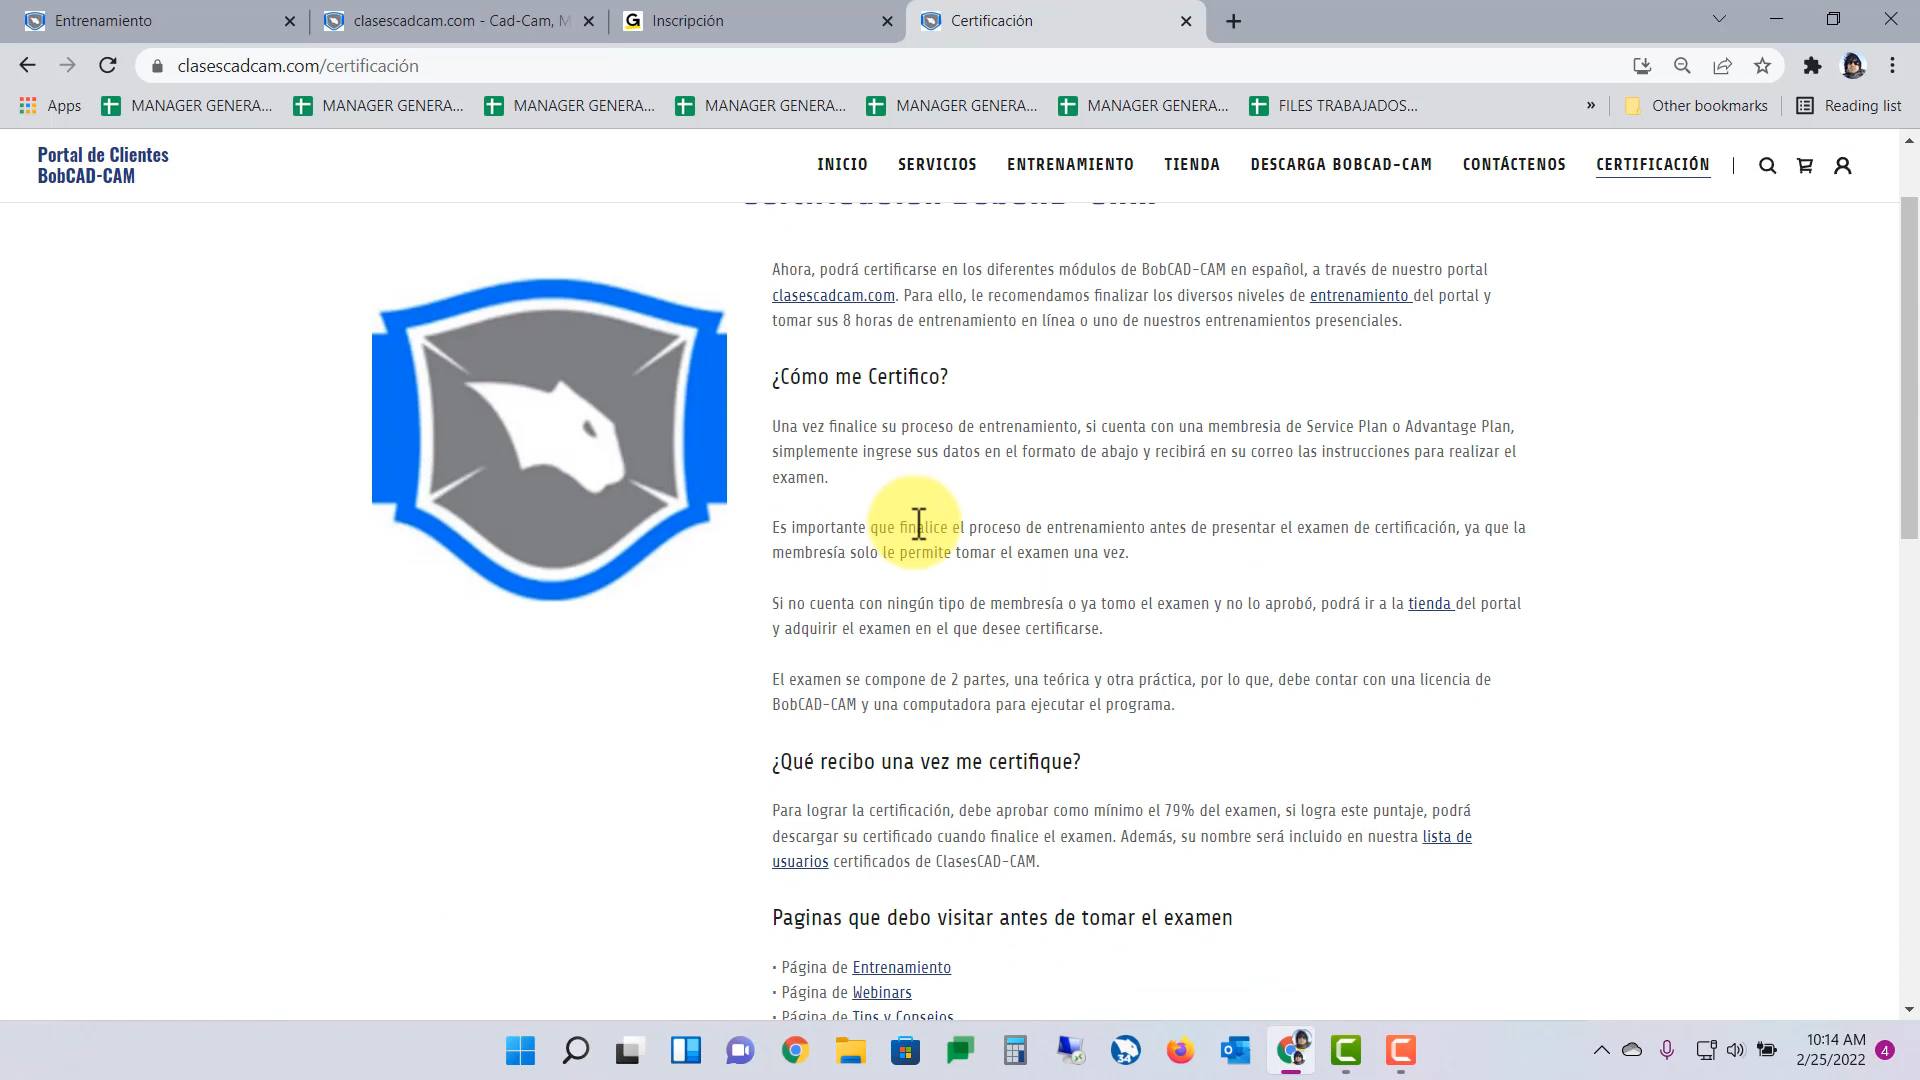 Entrenamiento
clasescadcam.com - Cad-Cam, M
Inscripción
Certificación
clasescadcam.com/certificación
Apps
MANAGER GENERA...
MANAGER GENERA...
MANAGER GENERA...
MANAGER GENERA...
MANAGER GENERA...
MANAGER GENERA...
FILES TRABAJADOS...
»
Other bookmarks
Reading list
Portal de Clientes
BobCAD-CAM
INICIO
SERVICIOS
ENTRENAMIENTO
TIENDA
DESCARGA BOBCAD-CAM
CONTÁCTENOS
CERTIFICACIÓN
Certificación BobCAD-CAM
Ahora, podrá certificarse en los diferentes módulos de BobCAD-CAM en español, a través de nuestro portal
clasescadcam.com. Para ello, le recomendamos finalizar los diversos niveles de entrenamiento del portal y
tomar sus 8 horas de entrenamiento en línea o uno de nuestros entrenamientos presenciales.
¿Cómo me Certifico?
Una vez finalice su proceso de entrenamiento, si cuenta con una membresia de Service Plan o Advantage Plan,
simplemente ingrese sus datos en el formato de abajo y recibirá en su correo las instrucciones para realizar el
examen.
Es importante que finalice el proceso de entrenamiento antes de presentar el examen de certificación, ya que la
membresía solo le permite tomar el examen una vez.
Si no cuenta con ningún tipo de membresía o ya tomo el examen y no lo aprobó, podrá ir a la tienda del portal
y adquirir el examen en el que desee certificarse.
El examen se compone de 2 partes, una teórica y otra práctica, por lo que, debe contar con una licencia de
BobCAD-CAM y una computadora para ejecutar el programa.
¿Qué recibo una vez me certifique?
Para lograr la certificación, debe aprobar como mínimo el 79% del examen, si logra este puntaje, podrá
descargar su certificado cuando finalice el examen. Además, su nombre será incluido en nuestra lista de
usuarios certificados de ClasesCAD-CAM.
Paginas que debo visitar antes de tomar el examen
• Página de Entrenamiento
• Página de Webinars
• Página de Tips y Consejos
34
10:14 AM
2/25/2022
4